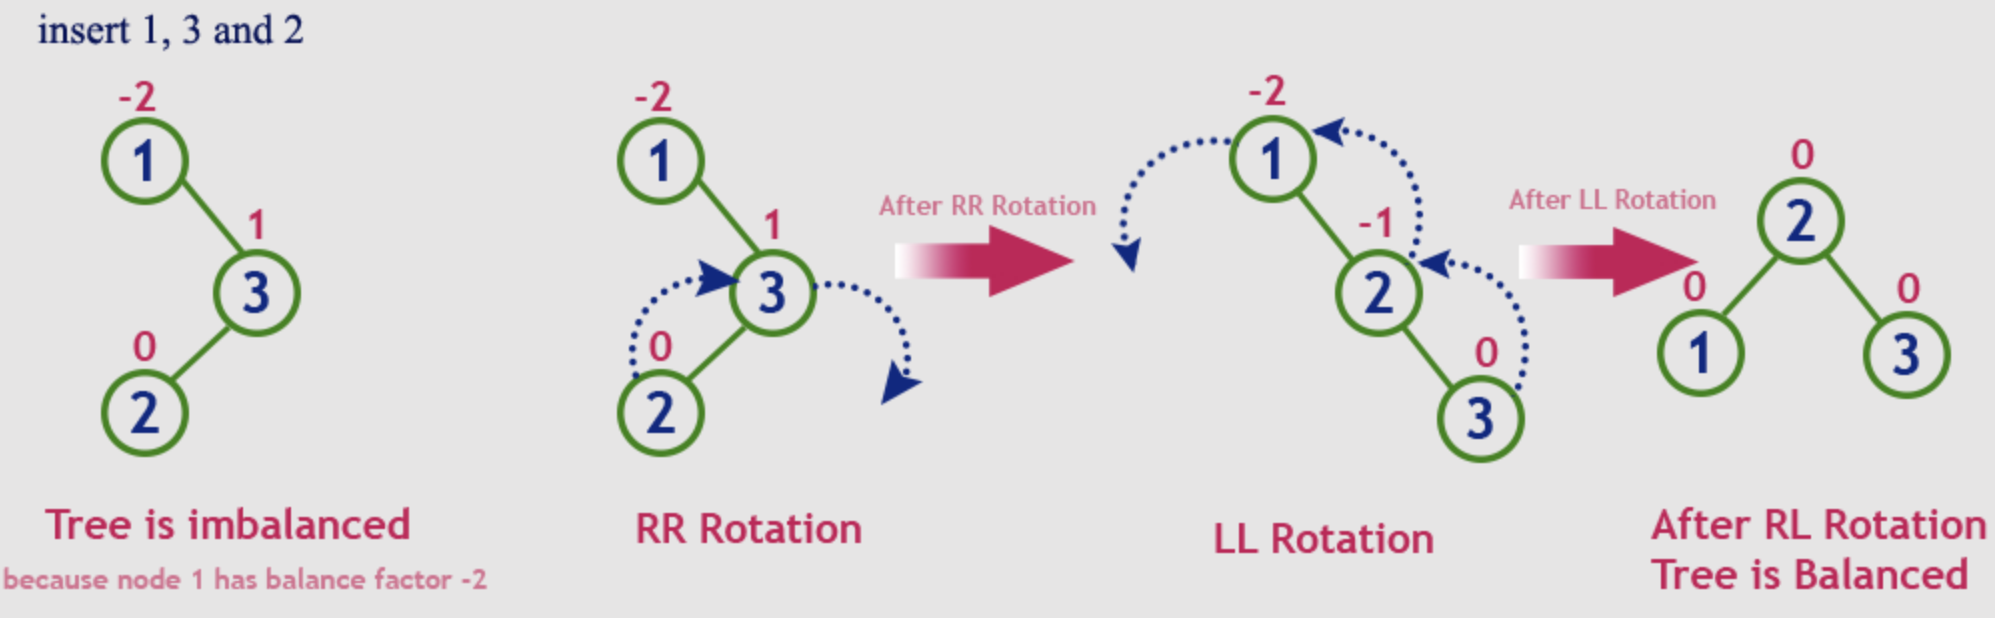 insert 1, 3 and 2
-2
1
1
3
0
2
Tree is imbalanced
because node 1 has balance factor -2
-2
1
1
3
0
2
RR Rotation
After RR Rotation
-2
1
-1
2
0
3
LL Rotation
After LL Rotation
0
2
0
1
0
3
After RL Rotation
Tree is Balanced